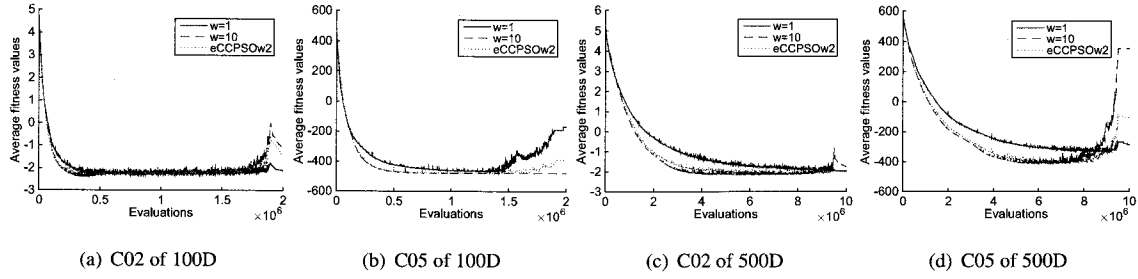 Average fitness values
5
4
3
2
1
0
-1
-2
-3
0
0.5
1
1.5
2
×10^6
Evaluations
w=1
w=10
eCCPSOw2
(a) C02 of 100D
Average fitness values
600
400
200
0
-200
-400
-600
0
0.5
1
1.5
2
×10^6
Evaluations
w=1
w=10
eCCPSOw2
(b) C05 of 100D
Average fitness values
6
5
4
3
2
1
0
-1
-2
-3
0
2
4
6
8
10
×10^6
Evaluations
w=1
w=10
eCCPSOw2
(c) C02 of 500D
Average fitness values
600
400
200
0
-200
-400
-600
0
2
4
6
8
10
×10^6
Evaluations
w=1
w=10
eCCPSOw2
(d) C05 of 500D